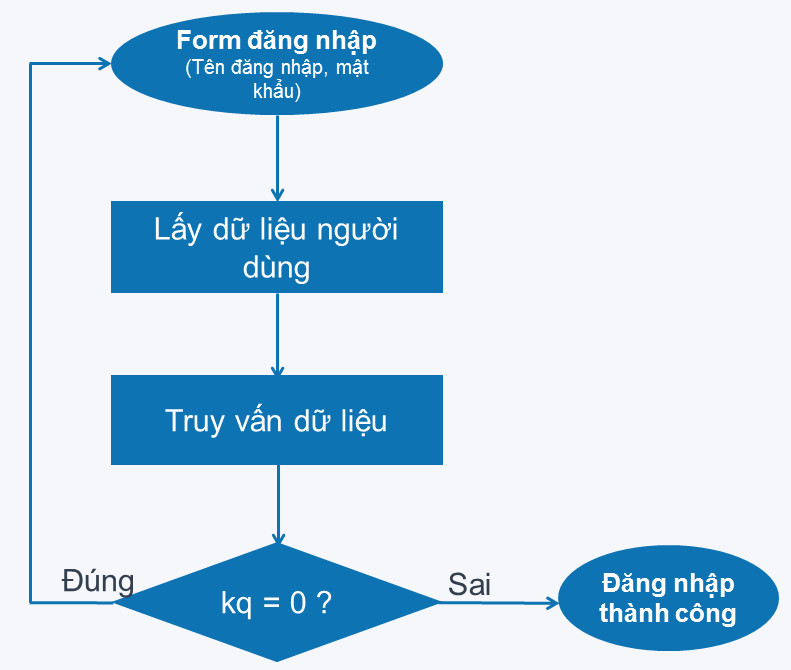 Form đăng nhập
(Tên đăng nhập, mật
khẩu)
Lấy dữ liệu người
dùng
Truy vấn dữ liệu
Đúng
kq = 0 ?
Sai
Đăng nhập
thành công